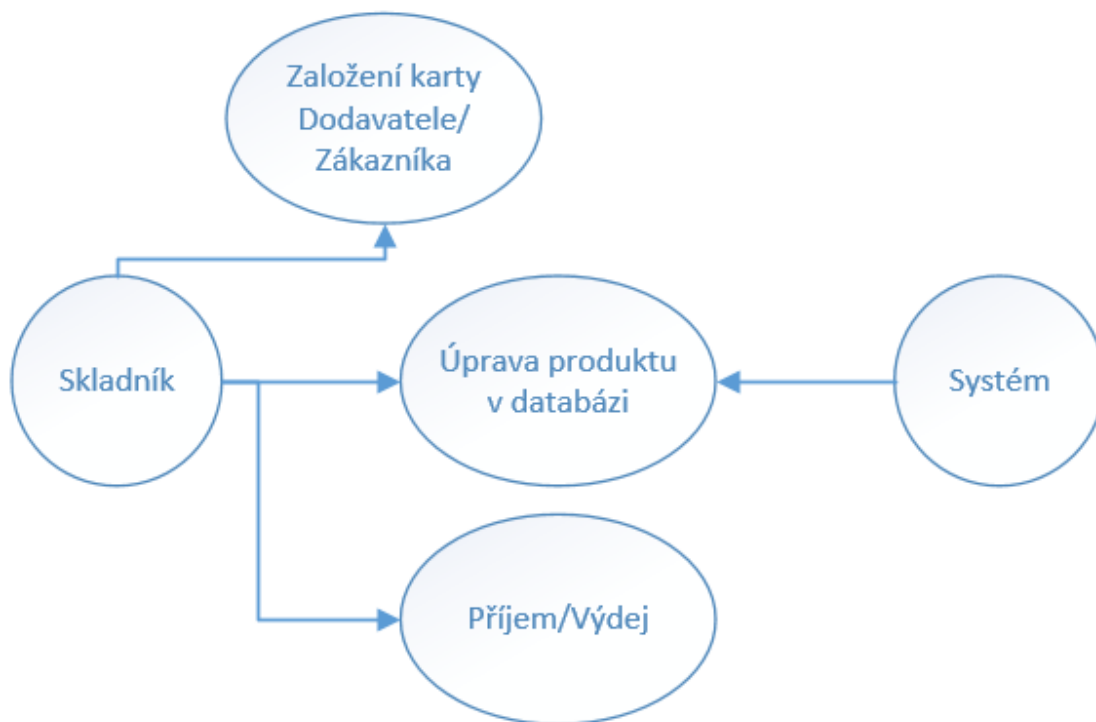 Založení karty
Dodavatele/
Zákazníka
Skladník
Úprava produktu
v databázi
Systém
Příjem/Výdej